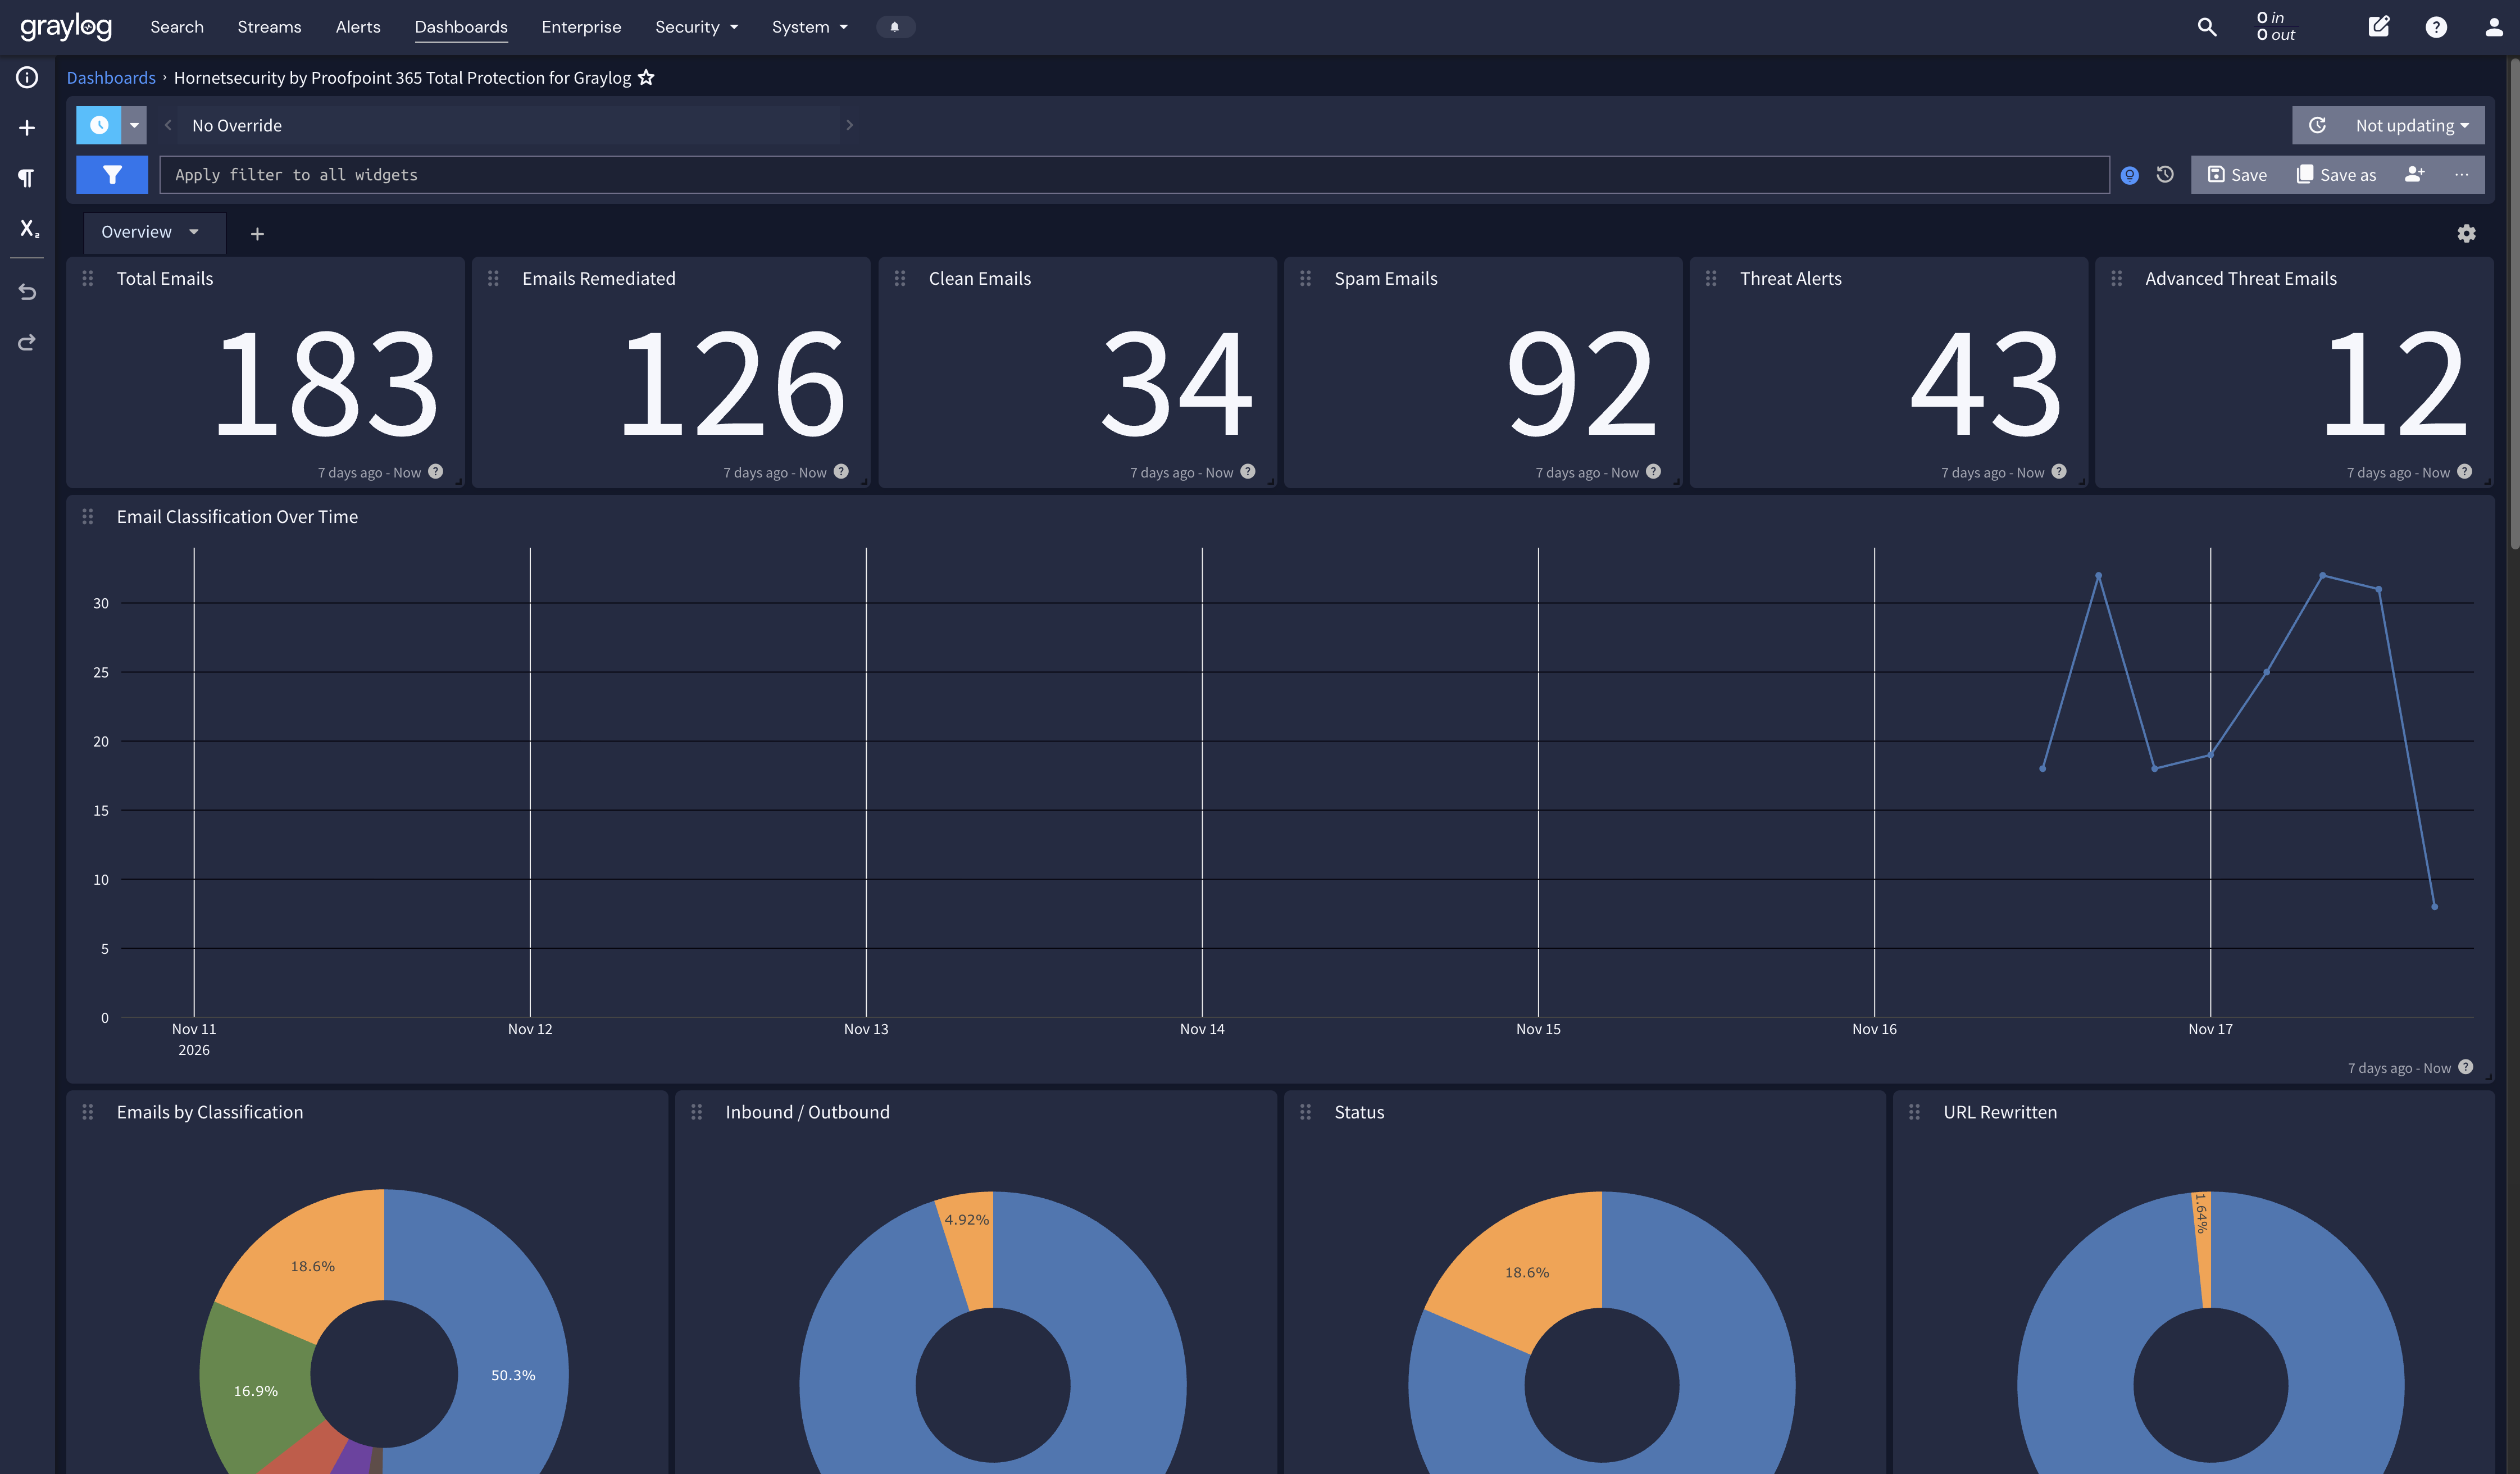 graylog Search Streams Alerts Dashboards Enterprise Security System 0 in
0 out
Dashboards › Hornetsecurity by Proofpoint 365 Total Protection for Graylog
No Override
Not updating
Apply filter to all widgets
Save Save as
Overview
Total Emails
183
7 days ago - Now
Emails Remediated
126
7 days ago - Now
Clean Emails
34
7 days ago - Now
Spam Emails
92
7 days ago - Now
Threat Alerts
43
7 days ago - Now
Advanced Threat Emails
12
7 days ago - Now
Email Classification Over Time
30
25
20
15
10
5
0
Nov 11 Nov 12 Nov 13 Nov 14 Nov 15 Nov 16 Nov 17
2026
7 days ago - Now
Emails by Classification
18.6%
16.9%
50.3%
Inbound / Outbound
4.92%
Status
18.6%
URL Rewritten
1.64%